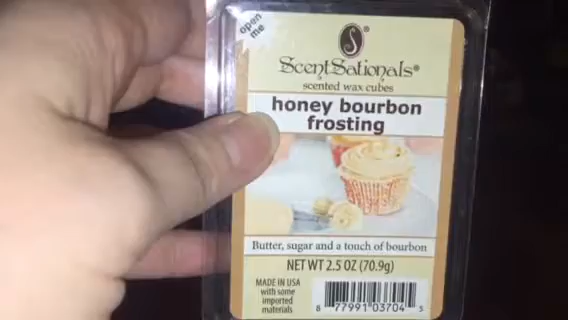 open
me
S
ScentSationals®
scented wax cubes
honey bourbon
frosting
Butter, sugar and a touch of bourbon
NET WT 2.5 OZ (70.9g)
MADE IN USA
with some
imported
materials
8 77991 03704 5